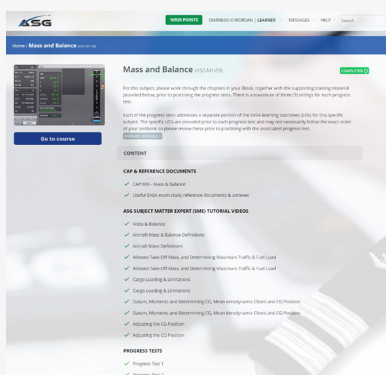 ASG
16925 POINTS DIARMUID O'RIORDAN | LEARNER MESSAGES HELP Search
Home / Mass and Balance (ASG-M1-03)
Mass and Balance (ASG-M1-03)
COMPLETED
For this subject, please work through the chapters in your iBook, together with the supporting training material
provided below, prior to practising the progress tests. There is a maximum of three (3) sittings for each progress
test.
Each of the progress tests addresses a separate portion of the EASA learning outcomes (LOs) for this specific
subject. The specific LO's are provided prior to each progress test and may not necessarily follow the exact order
of your textbook so please review these prior to practising with the associated progress test.
Go to course
CONTENT
CAP & REFERENCE DOCUMENTS
CAP 696 - Mass & Balance
Useful EASA exam study reference documents & annexes
ASG SUBJECT MATTER EXPERT (SME) TUTORIAL VIDEOS
Mass & Balance
Aircraft Mass & Balance Definitions
Aircraft Mass Definitions
Allowed Take-Off Mass, and Determining Maximum Traffic & Fuel Load
Allowed Take-Off Mass, and Determining Maximum Traffic & Fuel Load
Cargo Loading & Limitations
Cargo Loading & Limitations
Datum, Moments and Determining CG, Mean Aerodynamic Chord and CG Position
Datum, Moments and Determining CG, Mean Aerodynamic Chord and CG Position
Adjusting the CG Position
Adjusting the CG Position
PROGRESS TESTS
Progress Test 1
Progress Test 2